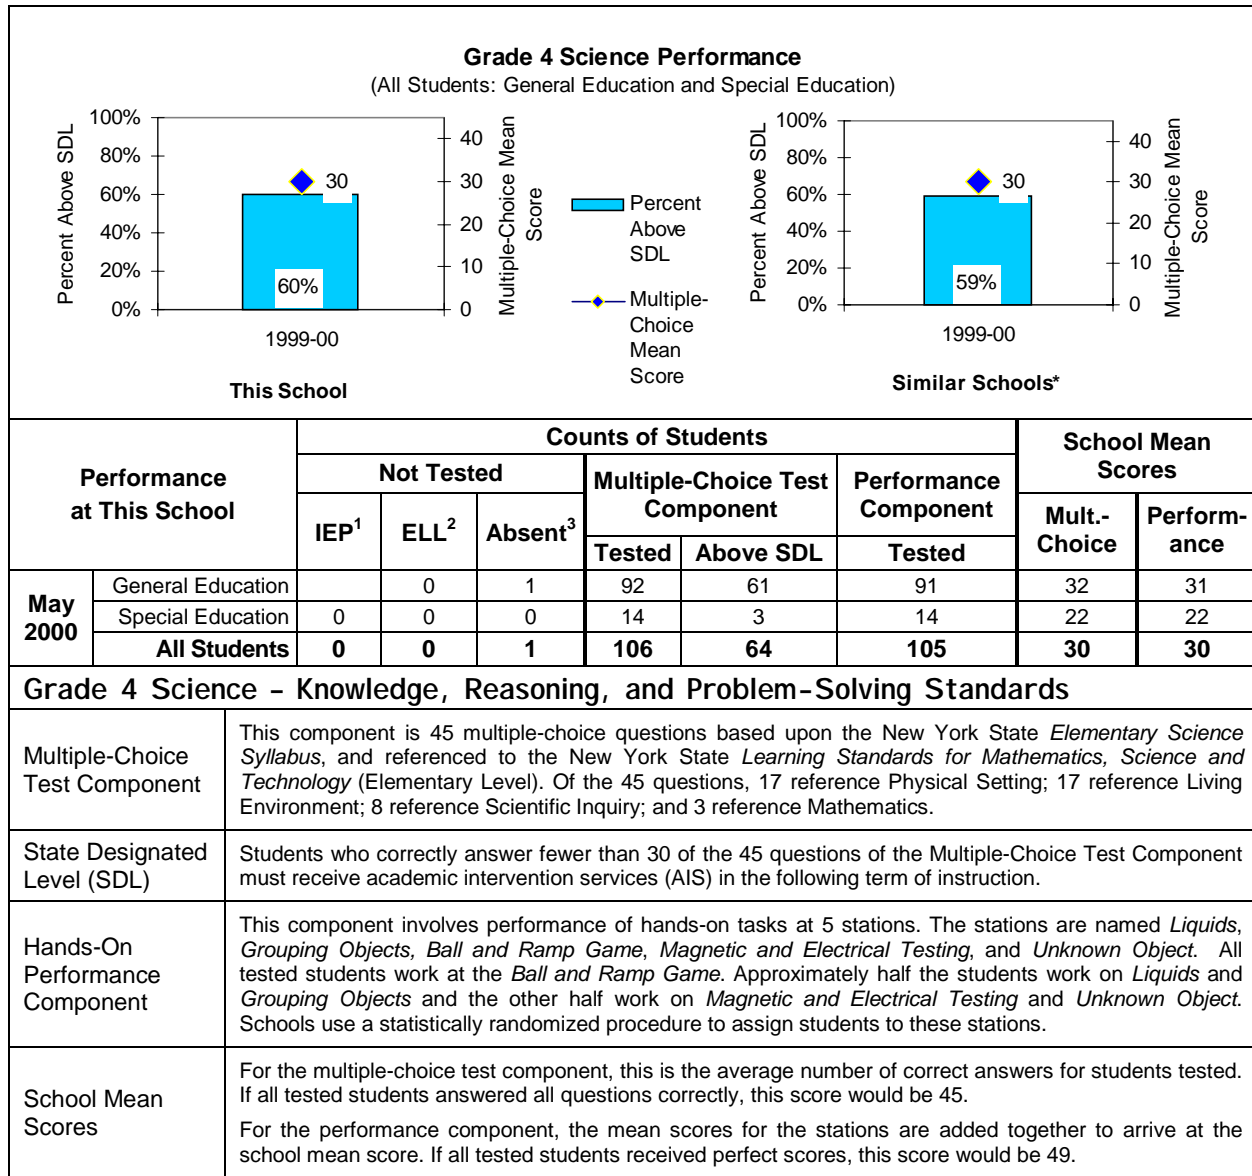 Grade 4 Science Performance
(All Students: General Education and Special Education)
Percent Above SDL
100%
80%
60%
40%
20%
0%
30
60%
1999-00
40
30
20
10
0
Multiple-Choice Mean
Score
This School
Percent
Above
SDL
Multiple-
Choice
Mean
Score
Percent Above SDL
100%
80%
60%
40%
20%
0%
30
59%
1999-00
40
30
20
10
0
Multiple-Choice Mean
Score
Similar Schools*
Performance
at This School
Counts of Students
School Mean
Scores
Not Tested
Multiple-Choice Test
Component
Performance
Component
IEP1 ELL2 Absent3
Mult.-
Choice
Perform-
ance
Tested Above SDL Tested
May
2000
General Education 0 1 92 61 91 32 31
Special Education 0 0 0 14 3 14 22 22
All Students 0 0 1 106 64 105 30 30
Grade 4 Science – Knowledge, Reasoning, and Problem-Solving Standards
Multiple-Choice
Test Component
This component is 45 multiple-choice questions based upon the New York State Elementary Science
Syllabus, and referenced to the New York State Learning Standards for Mathematics, Science and
Technology (Elementary Level). Of the 45 questions, 17 reference Physical Setting; 17 reference Living
Environment; 8 reference Scientific Inquiry; and 3 reference Mathematics.
State Designated
Level (SDL)
Students who correctly answer fewer than 30 of the 45 questions of the Multiple-Choice Test Component
must receive academic intervention services (AIS) in the following term of instruction.
Hands-On
Performance
Component
This component involves performance of hands-on tasks at 5 stations. The stations are named Liquids,
Grouping Objects, Ball and Ramp Game, Magnetic and Electrical Testing, and Unknown Object. All
tested students work at the Ball and Ramp Game. Approximately half the students work on Liquids and
Grouping Objects and the other half work on Magnetic and Electrical Testing and Unknown Object.
Schools use a statistically randomized procedure to assign students to these stations.
School Mean
Scores
For the multiple-choice test component, this is the average number of correct answers for students tested.
If all tested students answered all questions correctly, this score would be 45.
For the performance component, the mean scores for the stations are added together to arrive at the
school mean score. If all tested students received perfect scores, this score would be 49.